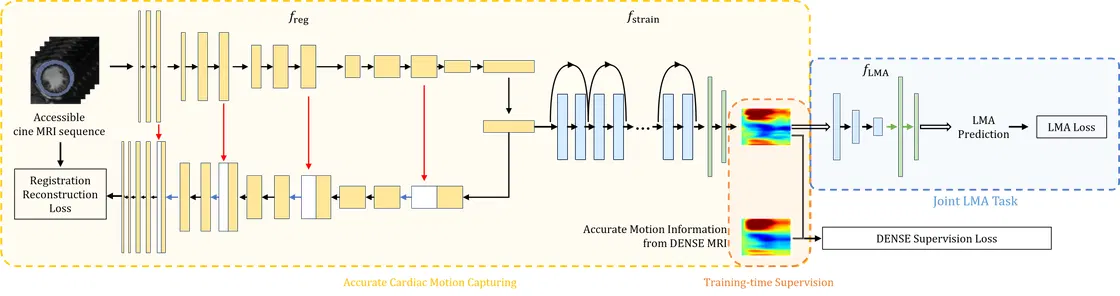 f_reg
f_strain
f_LMA
Accessible
cine MRI sequence
Registration
Reconstruction
Loss
...
LMA
Prediction
LMA Loss
Joint LMA Task
Accurate Motion Information
from DENSE MRI
DENSE Supervision Loss
Accurate Cardiac Motion Capturing
Training-time Supervision